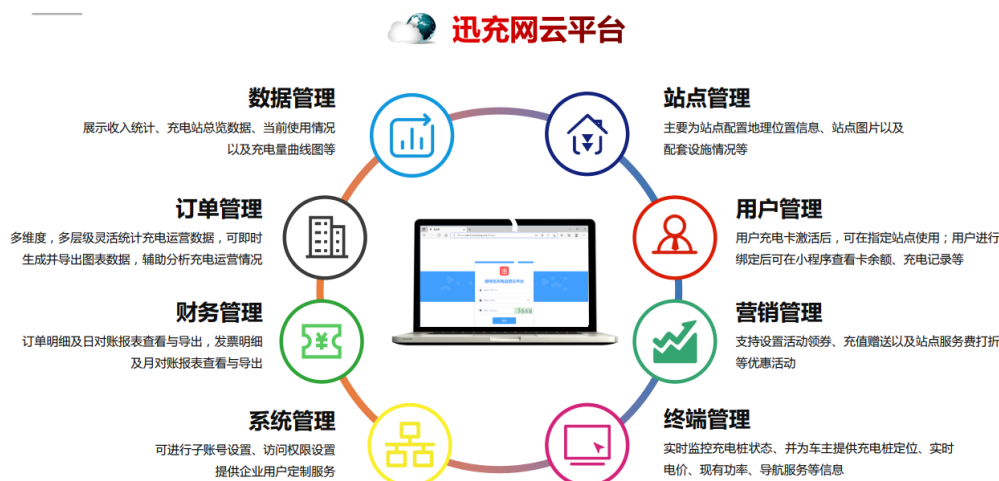 迅充网云平台
数据管理
展示收入统计、充电站总览数据、当前使用情况
以及充电量曲线图等
站点管理
主要为站点配置地理位置信息、站点图片以及
配套设施情况等
订单管理
多维度，多层级灵活统计充电运营数据，可即时
生成并导出图表数据，辅助分析充电运营情况
用户管理
用户充电卡激活后，可在指定站点使用；用户进行
绑定后可在小程序查看卡余额、充电记录等
财务管理
订单明细及日对账报表查看与导出，发票明细
及月对账报表查看与导出
营销管理
支持设置活动领券、充值赠送以及站点服务费打折
等优惠活动
系统管理
可进行子账号设置、访问权限设置
提供企业用户定制服务
终端管理
实时监控充电桩状态、并为车主提供充电桩定位、实时
电价、现有功率、导航服务等信息